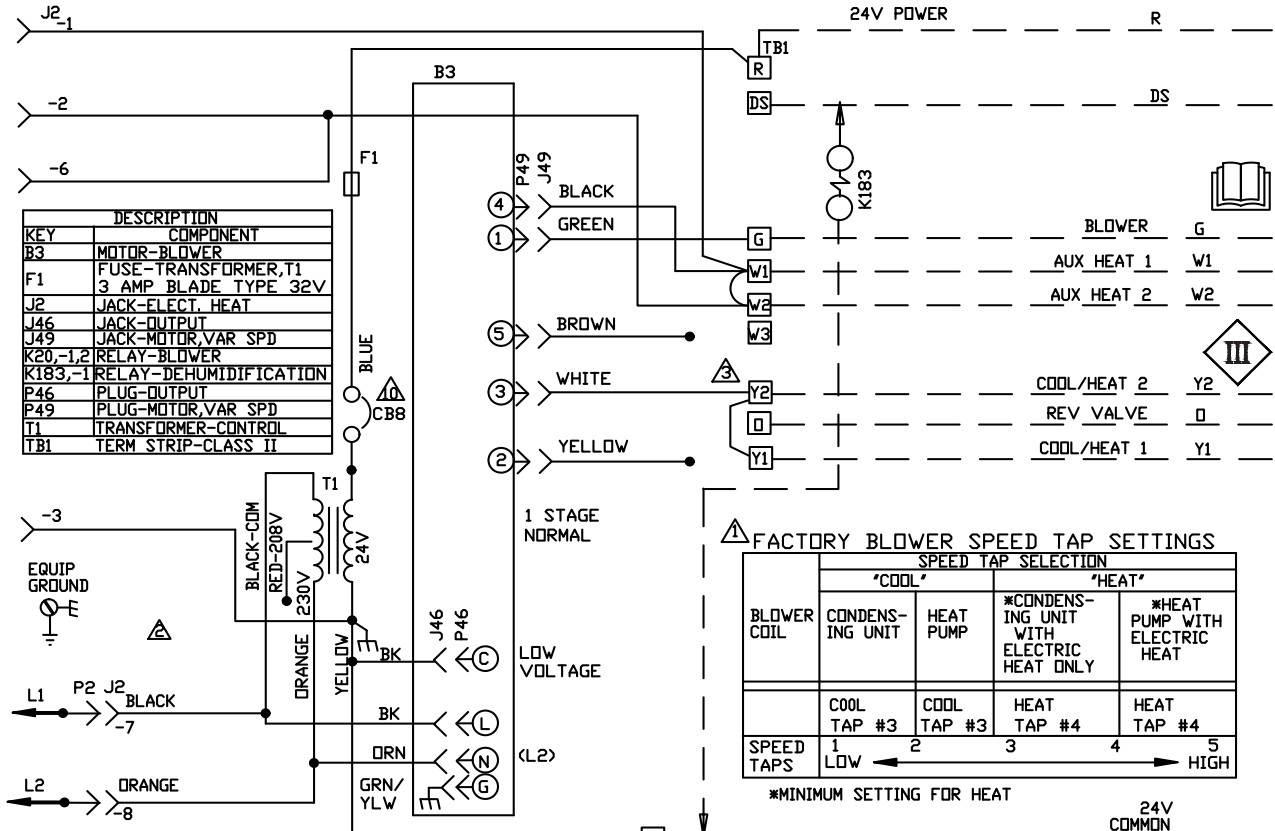 J2
-1
24V POWER
R
TB1
R
B3
-2
DS
DS
-6
F1
P49
J49
K183
4
BLACK
1
GREEN
G
BLOWER G
W1
AUX HEAT 1 W1
W2
AUX HEAT 2 W2
5
BROWN
W3
III
3
WHITE
3
Y2
COOL/HEAT 2 Y2
O
REV VALVE O
2
YELLOW
Y1
COOL/HEAT 1 Y1
DESCRIPTION
KEY COMPONENT
B3 MOTOR-BLOWER
F1 FUSE-TRANSFORMER,T1
3 AMP BLADE TYPE 32V
J2 JACK-ELECT. HEAT
J46 JACK-OUTPUT
J49 JACK-MOTOR,VAR SPD
K20,-1,2 RELAY-BLOWER
K183,-1 RELAY-DEHUMIDIFICATION
P46 PLUG-OUTPUT
P49 PLUG-MOTOR,VAR SPD
T1 TRANSFORMER-CONTROL
TB1 TERM STRIP-CLASS II
BLUE
10
CB8
T1
-3
BLACK-COM
RED-208V
230V
24V
1 STAGE
NORMAL
EQUIP
GROUND
2
ORANGE
YELLOW
J46
P46
BK
C
LOW
VOLTAGE
L1
P2 J2
BLACK
-7
BK
L
ORN
N
(L2)
GRN/
YLW
G
L2
ORANGE
-8
1
FACTORY BLOWER SPEED TAP SETTINGS
SPEED TAP SELECTION
"COOL" "HEAT"
BLOWER
COIL
CONDENS-
ING UNIT
HEAT
PUMP
*CONDENS-
ING UNIT
WITH
ELECTRIC
HEAT ONLY
*HEAT
PUMP WITH
ELECTRIC
HEAT
COOL
TAP #3
COOL
TAP #3
HEAT
TAP #4
HEAT
TAP #4
SPEED
TAPS
1 2 3 4 5
LOW HIGH
*MINIMUM SETTING FOR HEAT
24V
COMMON